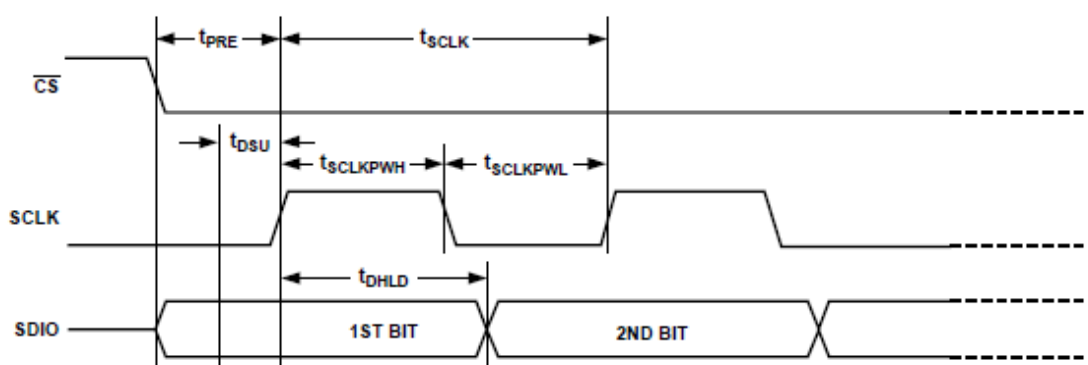 tPRE
tSCLK
CS
tDSU
tSCLKPWH
tSCLKPWL
SCLK
tDHLD
SDIO
1ST BIT
2ND BIT